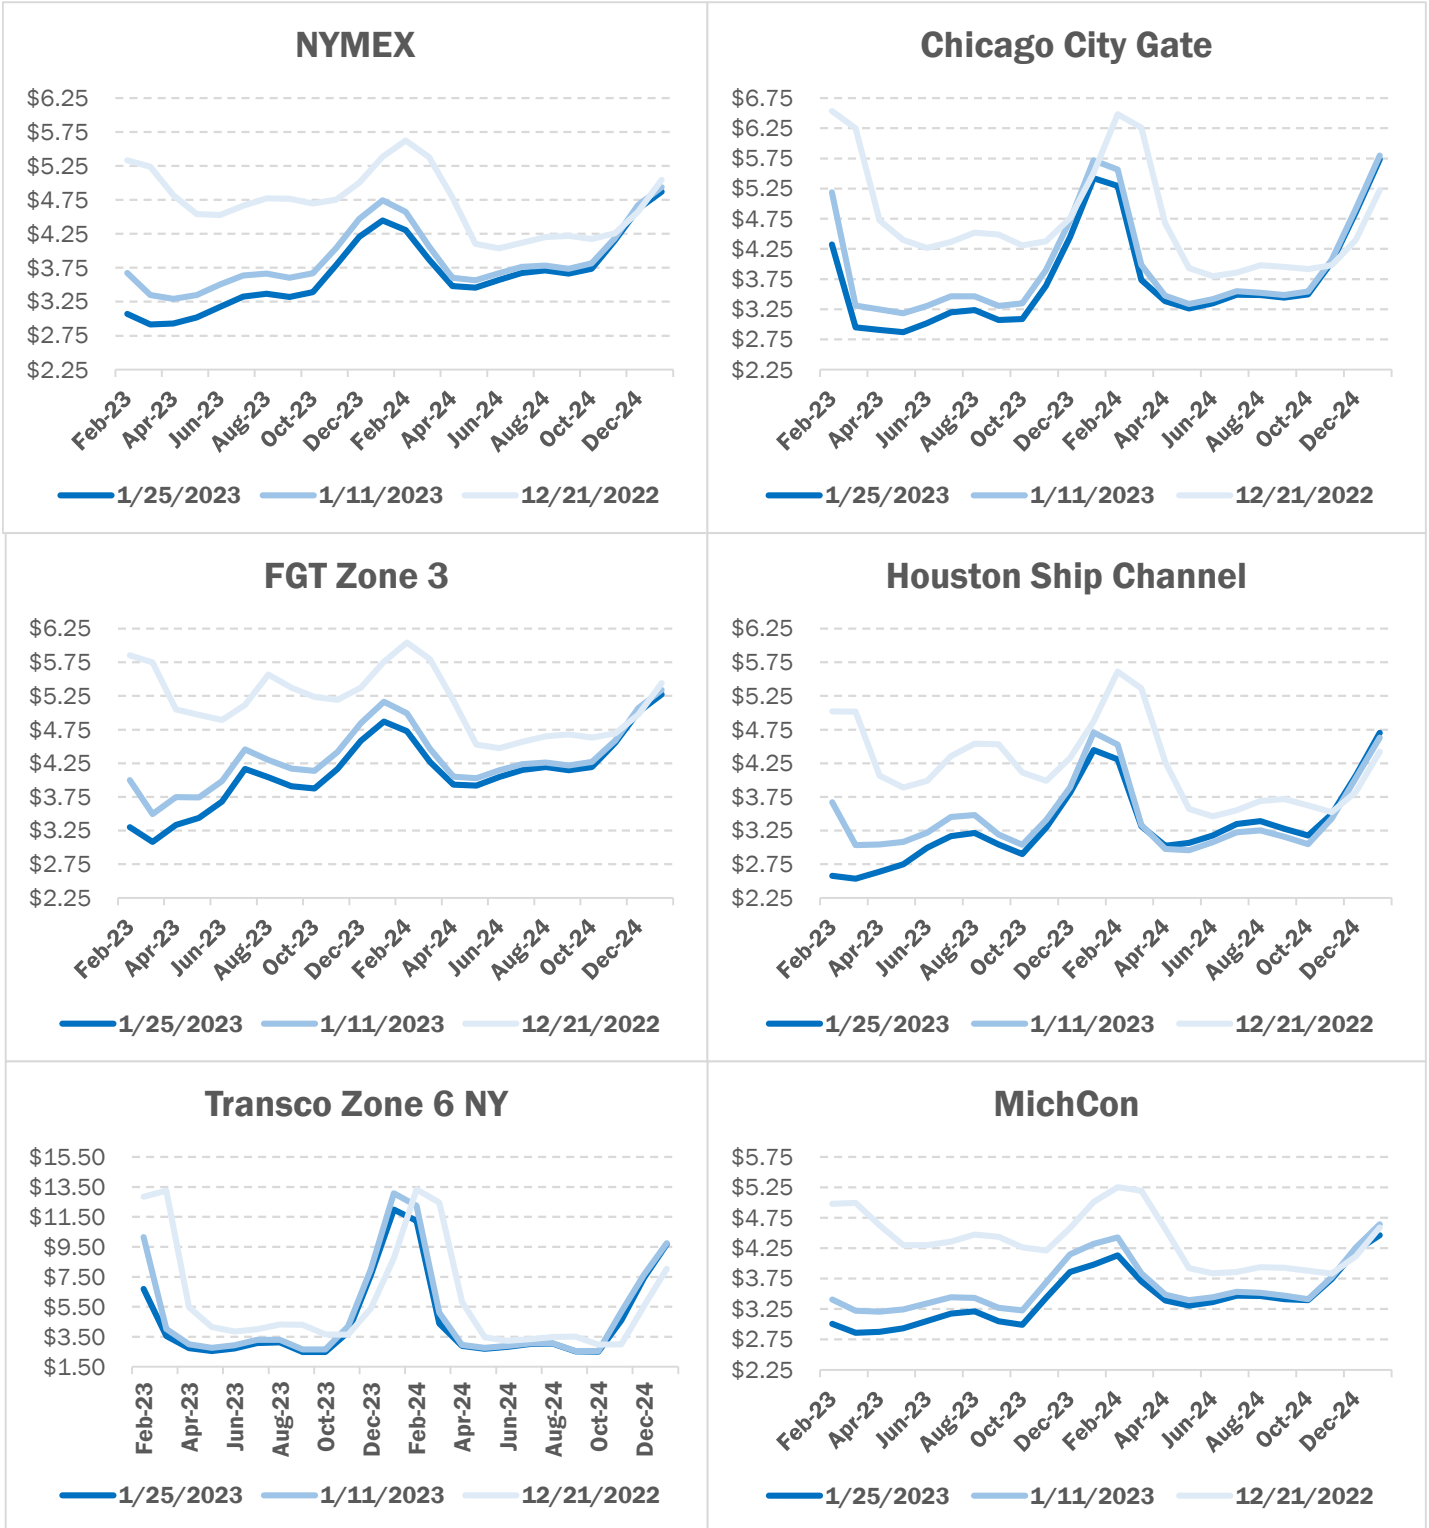 NYMEX
$6.25
$5.75
$5.25
$4.75
$4.25
$3.75
$3.25
$2.75
$2.25
Feb-23 Apr-23 Jun-23 Aug-23 Oct-23 Dec-23 Feb-24 Apr-24 Jun-24 Aug-24 Oct-24 Dec-24
1/25/2023 1/11/2023 12/21/2022
Chicago City Gate
$6.75
$6.25
$5.75
$5.25
$4.75
$4.25
$3.75
$3.25
$2.75
$2.25
Feb-23 Apr-23 Jun-23 Aug-23 Oct-23 Dec-23 Feb-24 Apr-24 Jun-24 Aug-24 Oct-24 Dec-24
1/25/2023 1/11/2023 12/21/2022
FGT Zone 3
$6.25
$5.75
$5.25
$4.75
$4.25
$3.75
$3.25
$2.75
$2.25
Feb-23 Apr-23 Jun-23 Aug-23 Oct-23 Dec-23 Feb-24 Apr-24 Jun-24 Aug-24 Oct-24 Dec-24
1/25/2023 1/11/2023 12/21/2022
Houston Ship Channel
$6.25
$5.75
$5.25
$4.75
$4.25
$3.75
$3.25
$2.75
$2.25
Feb-23 Apr-23 Jun-23 Aug-23 Oct-23 Dec-23 Feb-24 Apr-24 Jun-24 Aug-24 Oct-24 Dec-24
1/25/2023 1/11/2023 12/21/2022
Transco Zone 6 NY
$15.50
$13.50
$11.50
$9.50
$7.50
$5.50
$3.50
$1.50
Feb-23 Apr-23 Jun-23 Aug-23 Oct-23 Dec-23 Feb-24 Apr-24 Jun-24 Aug-24 Oct-24 Dec-24
1/25/2023 1/11/2023 12/21/2022
MichCon
$5.75
$5.25
$4.75
$4.25
$3.75
$3.25
$2.75
$2.25
Feb-23 Apr-23 Jun-23 Aug-23 Oct-23 Dec-23 Feb-24 Apr-24 Jun-24 Aug-24 Oct-24 Dec-24
1/25/2023 1/11/2023 12/21/2022